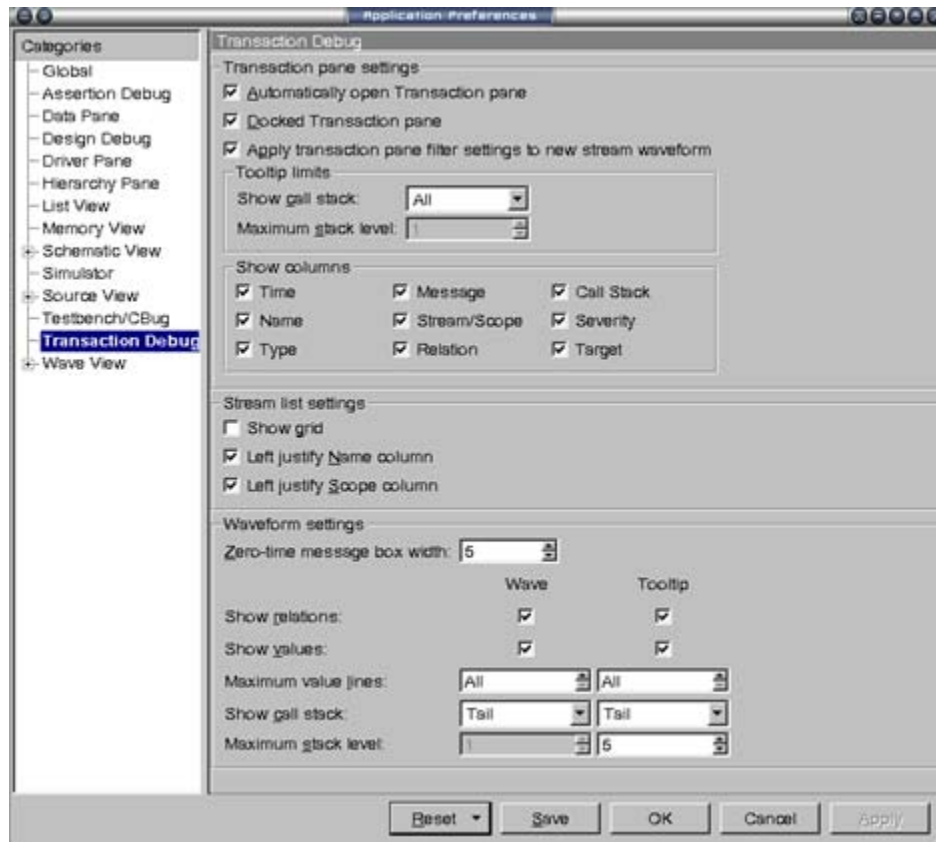 Application Preferences
Categories
Global
Assertion Debug
Data Pane
Design Debug
Driver Pane
Hierarchy Pane
List View
Memory View
Schematic View
Simulator
Source View
Testbench/CBug
Transaction Debug
Wave View
Transaction Debug
Transaction pane settings
Automatically open Transaction pane
Docked Transaction pane
Apply transaction pane filter settings to new stream waveform
Tooltip limits
Show call stack: All
Maximum stack level: 1
Show columns
Time Message Call Stack
Name Stream/Scope Severity
Type Relation Target
Stream list settings
Show grid
Left justify Name column
Left justify Scope column
Waveform settings
Zero-time message box width: 5
Wave Tooltip
Show relations:
Show values:
Maximum value lines: All All
Show call stack: Tail Tail
Maximum stack level: 1 5
Reset Save OK Cancel Apply